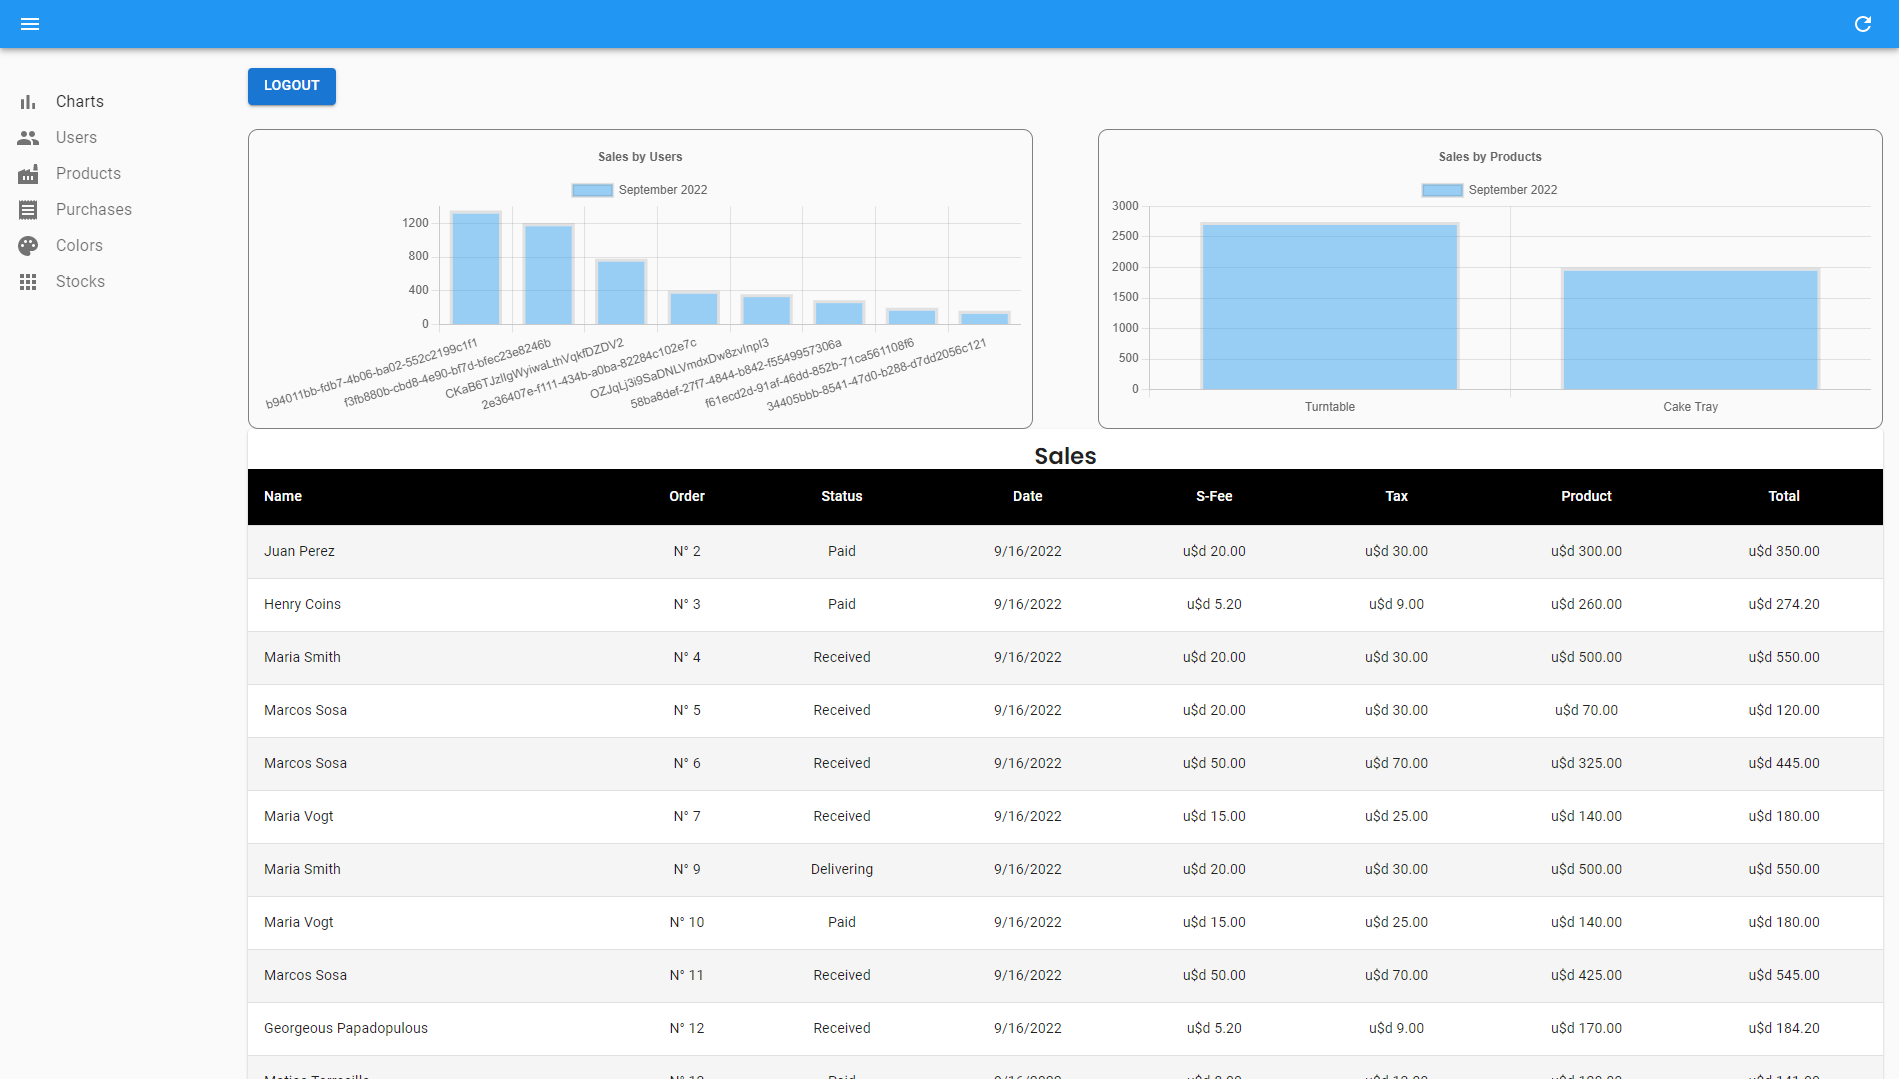 LOGOUT
Charts
Users
Products
Purchases
Colors
Stocks
Sales by Users
September 2022
1200
800
400
0
b94011bb-fdb7-4b06-ba02-552c2199c1f1
f3fb880b-cbd8-4e90-bf7d-bfec23e8246b
2e36407e-f111-434b-a0ba-82284c102e7c
58ba8def-27f7-4844-b842-f5549957306a
f61ecd2d-91af-46dd-852b-71ca561108f6
34405bbb-8541-47d0-b288-d7dd2056c121
Sales by Products
September 2022
3000
2500
2000
1500
1000
500
0
Turntable Cake Tray
Sales
Name Order Status Date S-Fee Tax Product Total
Juan Perez N° 2 Paid 9/16/2022 u$d 20.00 u$d 30.00 u$d 300.00 u$d 350.00
Henry Coins N° 3 Paid 9/16/2022 u$d 5.20 u$d 9.00 u$d 260.00 u$d 274.20
Maria Smith N° 4 Received 9/16/2022 u$d 20.00 u$d 30.00 u$d 500.00 u$d 550.00
Marcos Sosa N° 5 Received 9/16/2022 u$d 20.00 u$d 30.00 u$d 70.00 u$d 120.00
Marcos Sosa N° 6 Received 9/16/2022 u$d 50.00 u$d 70.00 u$d 325.00 u$d 445.00
Maria Vogt N° 7 Received 9/16/2022 u$d 15.00 u$d 25.00 u$d 140.00 u$d 180.00
Maria Smith N° 9 Delivering 9/16/2022 u$d 20.00 u$d 30.00 u$d 500.00 u$d 550.00
Maria Vogt N° 10 Paid 9/16/2022 u$d 15.00 u$d 25.00 u$d 140.00 u$d 180.00
Marcos Sosa N° 11 Received 9/16/2022 u$d 50.00 u$d 70.00 u$d 425.00 u$d 545.00
Georgeous Papadopulous N° 12 Received 9/16/2022 u$d 5.20 u$d 9.00 u$d 170.00 u$d 184.20